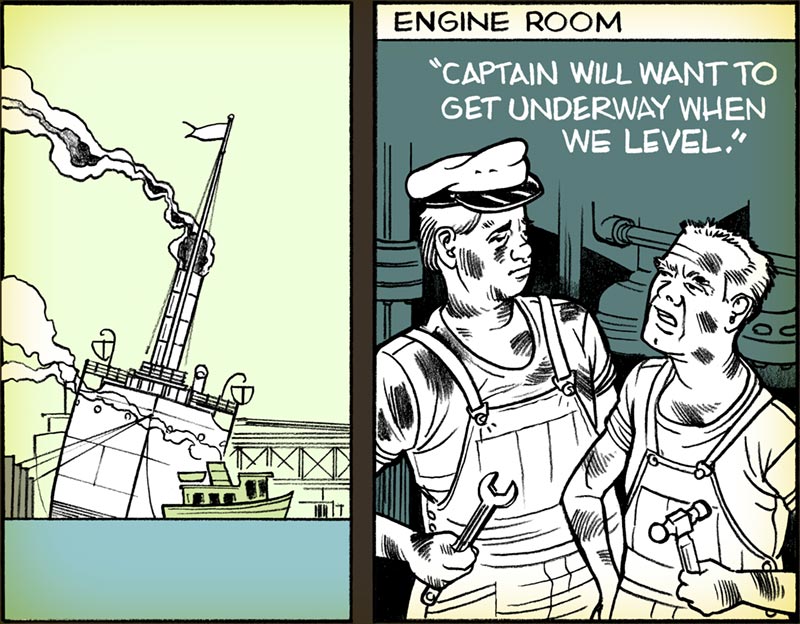 ENGINE ROOM
"CAPTAIN WILL WANT TO
GET UNDERWAY WHEN
WE LEVEL."